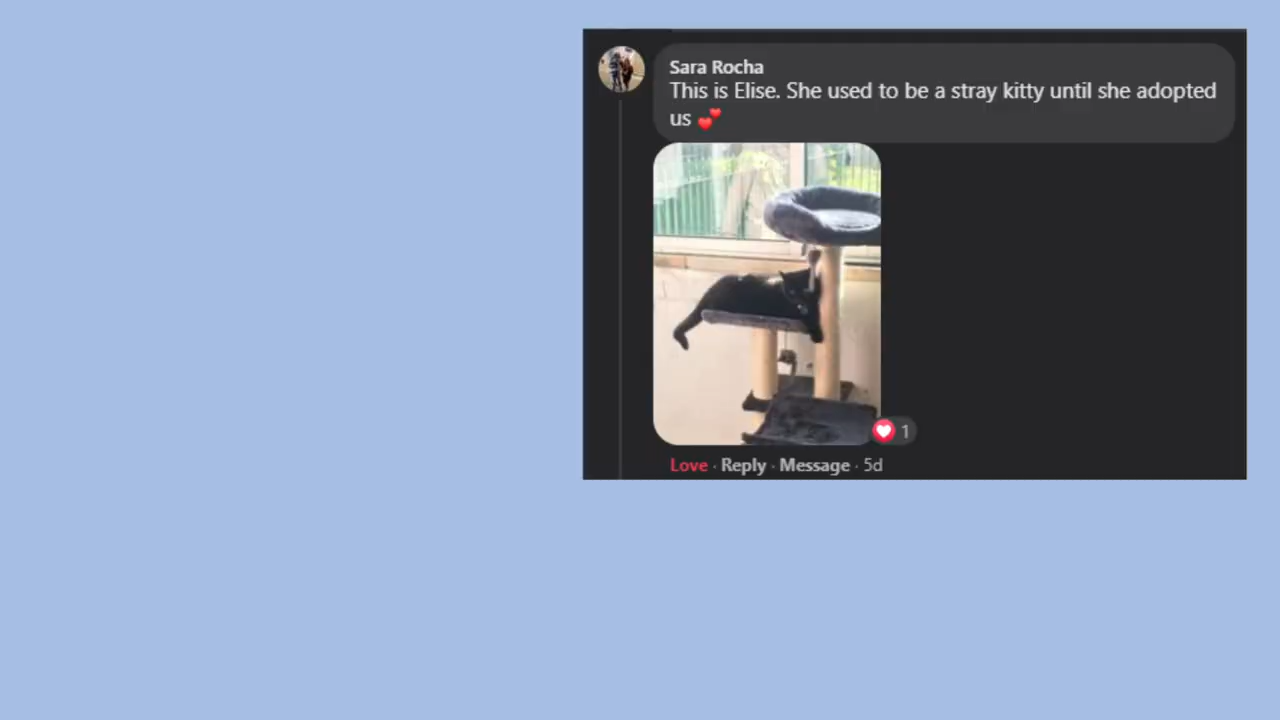 Sara Rocha
This is Elise. She used to be a stray kitty until she adopted
us 💕
1
Love · Reply · Message · 5d